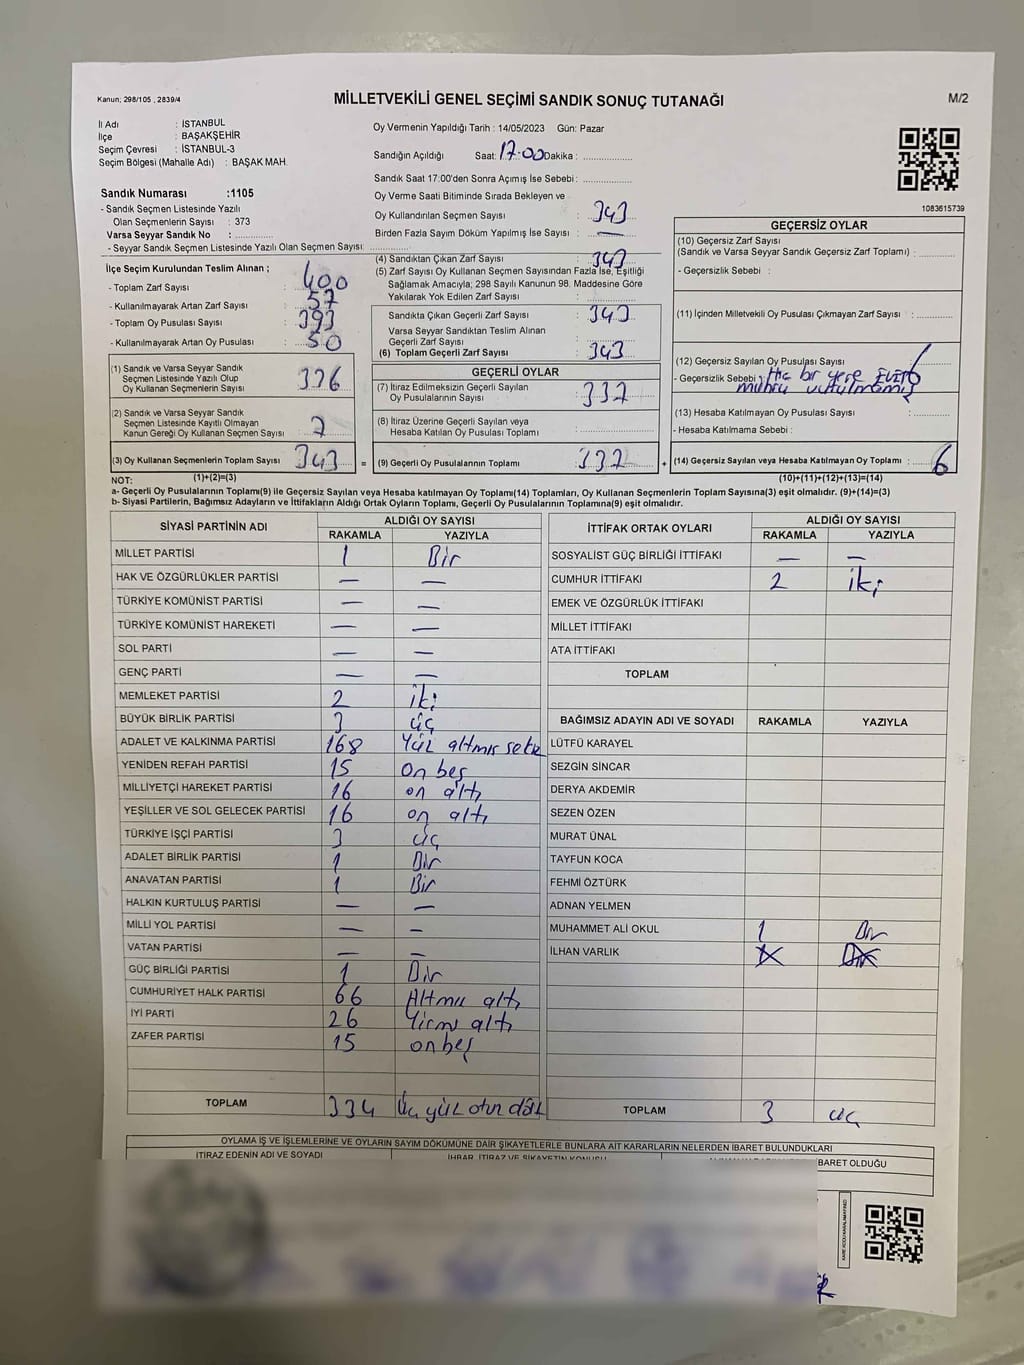 Kanun; 298/105 , 2839/4
MİLLETVEKİLİ GENEL SEÇİMİ SANDIK SONUÇ TUTANAĞI
M/2
İl Adı : İSTANBUL
İlçe : BAŞAKŞEHİR
Seçim Çevresi : İSTANBUL-3
Seçim Bölgesi (Mahalle Adı) : BAŞAK MAH.
Oy Vermenin Yapıldığı Tarih : 14/05/2023 Gün: Pazar
Sandığın Açıldığı Saat: 17:00 Dakika : ..............
Sandık Saat 17:00'den Sonra Açımış İse Sebebi : ..............
Oy Verme Saati Bitiminde Sırada Bekleyen ve
Oy Kullandırılan Seçmen Sayısı : 343
Birden Fazla Sayım Döküm Yapılmış İse Sayısı : —
1083615739
Sandık Numarası :1105
- Sandık Seçmen Listesinde Yazılı
Olan Seçmenlerin Sayısı : 373
Varsa Seyyar Sandık No : ..............
- Seyyar Sandık Seçmen Listesinde Yazılı Olan Seçmen Sayısı: ..............
İlçe Seçim Kurulundan Teslim Alınan ;
- Toplam Zarf Sayısı : 400
- Kullanılmayarak Artan Zarf Sayısı : 57
- Toplam Oy Pusulası Sayısı : 393
- Kullanılmayarak Artan Oy Pusulası : 50
(1) Sandık ve Varsa Seyyar Sandık
Seçmen Listesinde Yazılı Olup
Oy Kullanan Seçmenlerin Sayısı : 336
(2) Sandık ve Varsa Seyyar Sandık
Seçmen Listesinde Kayıtlı Olmayan
Kanun Gereği Oy Kullanan Seçmen Sayısı : 7
(3) Oy Kullanan Seçmenlerin Toplam Sayısı : 343
(4) Sandıktan Çıkan Zarf Sayısı : 343
(5) Zarf Sayısı Oy Kullanan Seçmen Sayısından Fazla İse, Eşitliği
Sağlamak Amacıyla; 298 Sayılı Kanunun 98. Maddesine Göre
Yakılarak Yok Edilen Zarf Sayısı : ..............
Sandıkta Çıkan Geçerli Zarf Sayısı : 343
Varsa Seyyar Sandıktan Teslim Alınan
Geçerli Zarf Sayısı :
(6) Toplam Geçerli Zarf Sayısı : 343
GEÇERLİ OYLAR
(7) İtiraz Edilmeksizin Geçerli Sayılan
Oy Pusulalarının Sayısı : 337
(8) İtiraz Üzerine Geçerli Sayılan veya
Hesaba Katılan Oy Pusulası Toplamı : ..............
= (9) Geçerli Oy Pusulalarının Toplamı : 337
GEÇERSİZ OYLAR
(10) Geçersiz Zarf Sayısı
(Sandık ve Varsa Seyyar Sandık Geçersiz Zarf Toplamı) : ..............
- Geçersizlik Sebebi :
(11) İçinden Milletvekili Oy Pusulası Çıkmayan Zarf Sayısı : ..............
(12) Geçersiz Sayılan Oy Pusulası Sayısı : 6
- Geçersizlik Sebebi : Hiç bir yere EVET
mührü vurulmamış
(13) Hesaba Katılmayan Oy Pusulası Sayısı : ..............
- Hesaba Katılmama Sebebi :
+ (14) Geçersiz Sayılan veya Hesaba Katılmayan Oy Toplamı : 6
NOT: (1)+(2)=(3)
(10)+(11)+(12)+(13)=(14)
a- Geçerli Oy Pusulalarının Toplamı(9) ile Geçersiz Sayılan veya Hesaba katılmayan Oy Toplamı(14) Toplamları, Oy Kullanan Seçmenlerin Toplam Sayısına(3) eşit olmalıdır. (9)+(14)=(3)
b- Siyasi Partilerin, Bağımsız Adayların ve İttifakların Aldığı Ortak Oyların Toplamı, Geçerli Oy Pusulalarının Toplamına(9) eşit olmalıdır.
SİYASİ PARTİNİN ADI ALDIĞI OY SAYISI
RAKAMLA YAZIYLA
MİLLET PARTİSİ 1 Bir
HAK VE ÖZGÜRLÜKLER PARTİSİ — —
TÜRKİYE KOMÜNİST PARTİSİ — —
TÜRKİYE KOMÜNİST HAREKETİ — —
SOL PARTİ — —
GENÇ PARTİ — —
MEMLEKET PARTİSİ 2 iki
BÜYÜK BİRLİK PARTİSİ 3 üç
ADALET VE KALKINMA PARTİSİ 168 Yüz altmış sekiz
YENİDEN REFAH PARTİSİ 15 on beş
MİLLİYETÇİ HAREKET PARTİSİ 16 on altı
YEŞİLLER VE SOL GELECEK PARTİSİ 16 on altı
TÜRKİYE İŞÇİ PARTİSİ 3 üç
ADALET BİRLİK PARTİSİ 1 Bir
ANAVATAN PARTİSİ 1 Bir
HALKIN KURTULUŞ PARTİSİ — —
MİLLİ YOL PARTİSİ — —
VATAN PARTİSİ — —
GÜÇ BİRLİĞİ PARTİSİ 1 Bir
CUMHURİYET HALK PARTİSİ 66 Altmış altı
İYİ PARTİ 26 Yirmi altı
ZAFER PARTİSİ 15 onbeş
TOPLAM 334 Üç yüz otuz dört
İTTİFAK ORTAK OYLARI ALDIĞI OY SAYISI
RAKAMLA YAZIYLA
SOSYALİST GÜÇ BİRLİĞİ İTTİFAKI — —
CUMHUR İTTİFAKI 2 iki
EMEK VE ÖZGÜRLÜK İTTİFAKI
MİLLET İTTİFAKI
ATA İTTİFAKI
TOPLAM
BAĞIMSIZ ADAYIN ADI VE SOYADI RAKAMLA YAZIYLA
LÜTFÜ KARAYEL
SEZGİN SİNCAR
DERYA AKDEMİR
SEZEN ÖZEN
MURAT ÜNAL
TAYFUN KOCA
FEHMİ ÖZTÜRK
ADNAN YELMEN
MUHAMMET ALİ OKUL 1 Bir
İLHAN VARLIK
TOPLAM 3 üç
OYLAMA İŞ VE İŞLEMLERİNE VE OYLARIN SAYIM DÖKÜMÜNE DAİR ŞİKAYETLERLE BUNLARA AİT KARARLARIN NELERDEN İBARET BULUNDUKLARI
İTİRAZ EDENİN ADI VE SOYADI
İHBAR, İTİRAZ VE ŞİKAYETİN KONUSU
BARET OLDUĞU